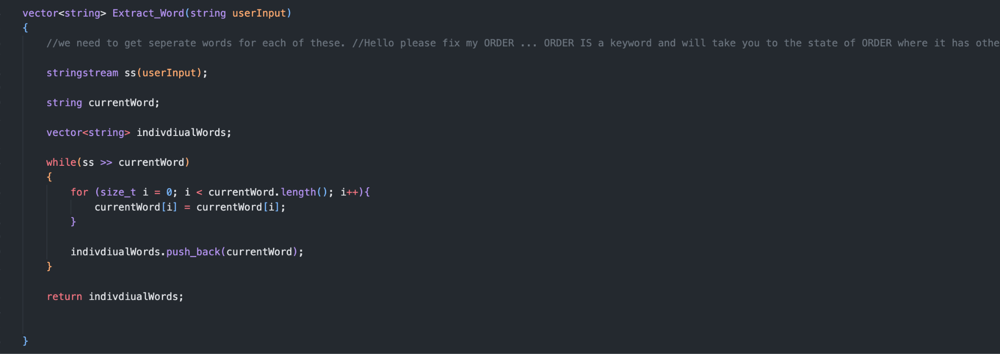 vector<string> Extract_Word(string userInput)
{
//we need to get seperate words for each of these. //Hello please fix my ORDER ... ORDER IS a keyword and will take you to the state of ORDER where it has othe
stringstream ss(userInput);
string currentWord;
vector<string> indivdiualWords;
while(ss >> currentWord)
{
for (size_t i = 0; i < currentWord.length(); i++){
currentWord[i] = currentWord[i];
}
indivdiualWords.push_back(currentWord);
}
return indivdiualWords;
}